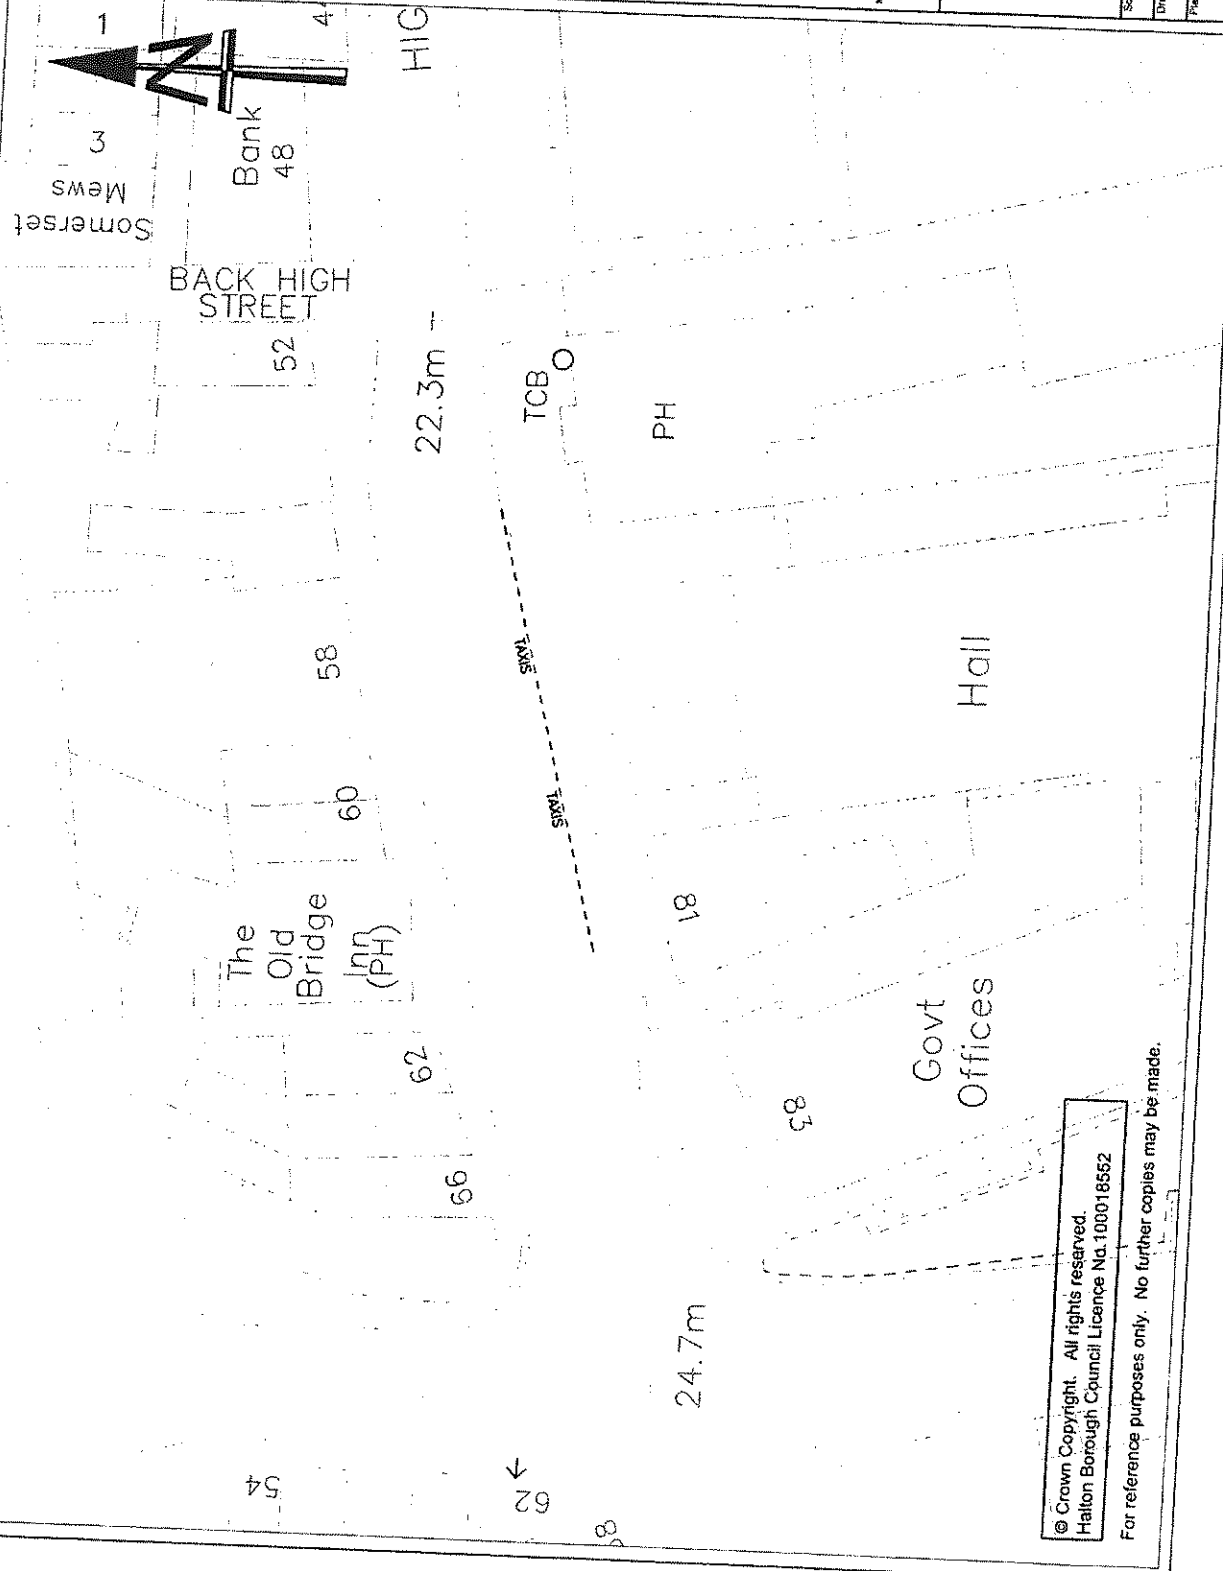 1
4
HIG
N
3
Mews
Somerset
Bank
48
BACK HIGH
STREET
52
22.3m
TCB
PH
58
TAXIS
TAXIS
60
Hall
The
Old
Bridge
Inn
(PH)
81
62
Govt
Offices
83
66
24.7m
54
62
8
© Crown Copyright. All rights reserved.
Halton Borough Council Licence No.100018552
For reference purposes only. No further copies may be made.